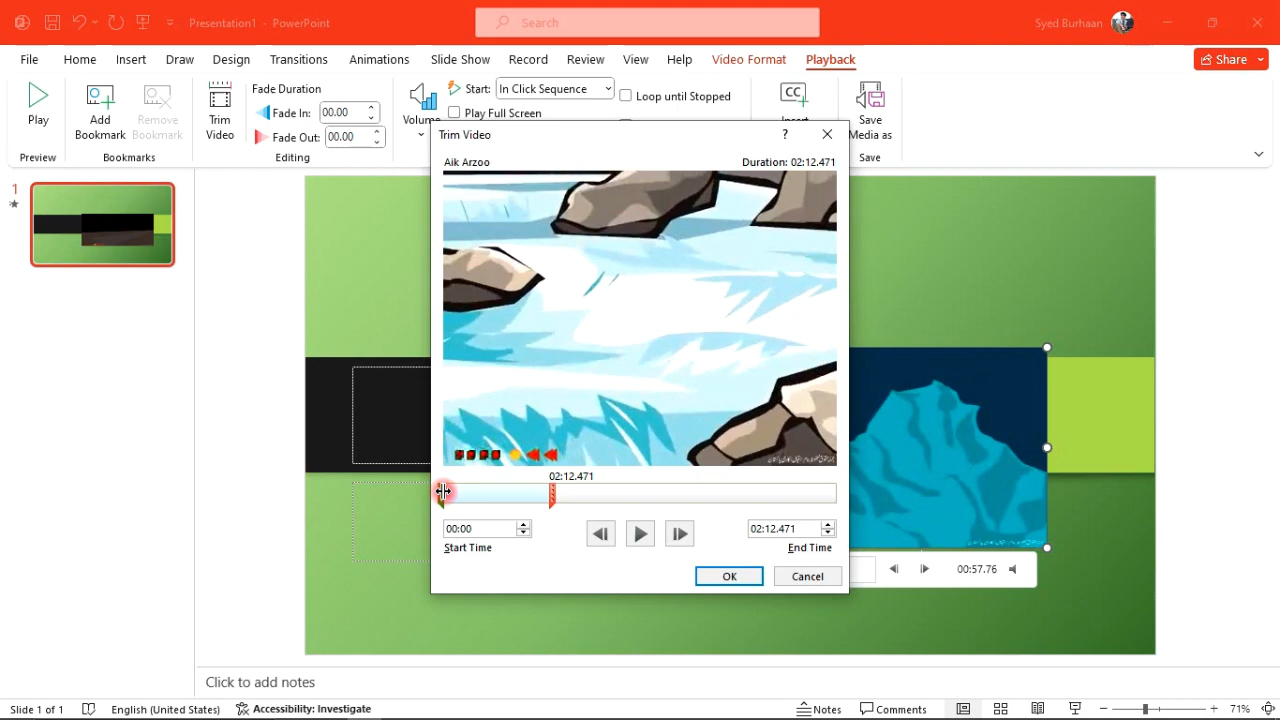 Presentation1 - PowerPoint
Search
Syed Burhaan
File Home Insert Draw Design Transitions Animations Slide Show Record Review View Help Video Format Playback
Share
Play
Preview
Add Bookmark
Remove Bookmark
Bookmarks
Trim Video
Fade Duration
Fade In: 00.00
Fade Out: 00.00
Editing
Volume
Start: In Click Sequence
Play Full Screen
Loop until Stopped
Insert
Save Media as
Save
1
Trim Video
?
Aik Arzoo
Duration: 02:12.471
02:12.471
00:00
02:12.471
Start Time
End Time
OK
Cancel
00:57.76
Click to add notes
Slide 1 of 1
English (United States)
Accessibility: Investigate
Notes
Comments
71%